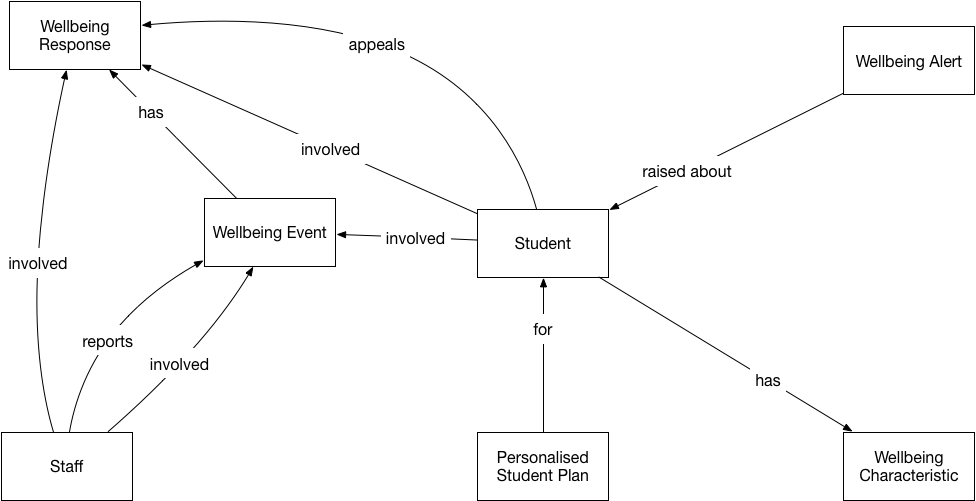 Wellbeing
Response
appeals
Wellbeing Alert
has
involved
raised about
Wellbeing Event
involved
Student
involved
reports
for
involved
has
Staff
Personalised
Student Plan
Wellbeing
Characteristic